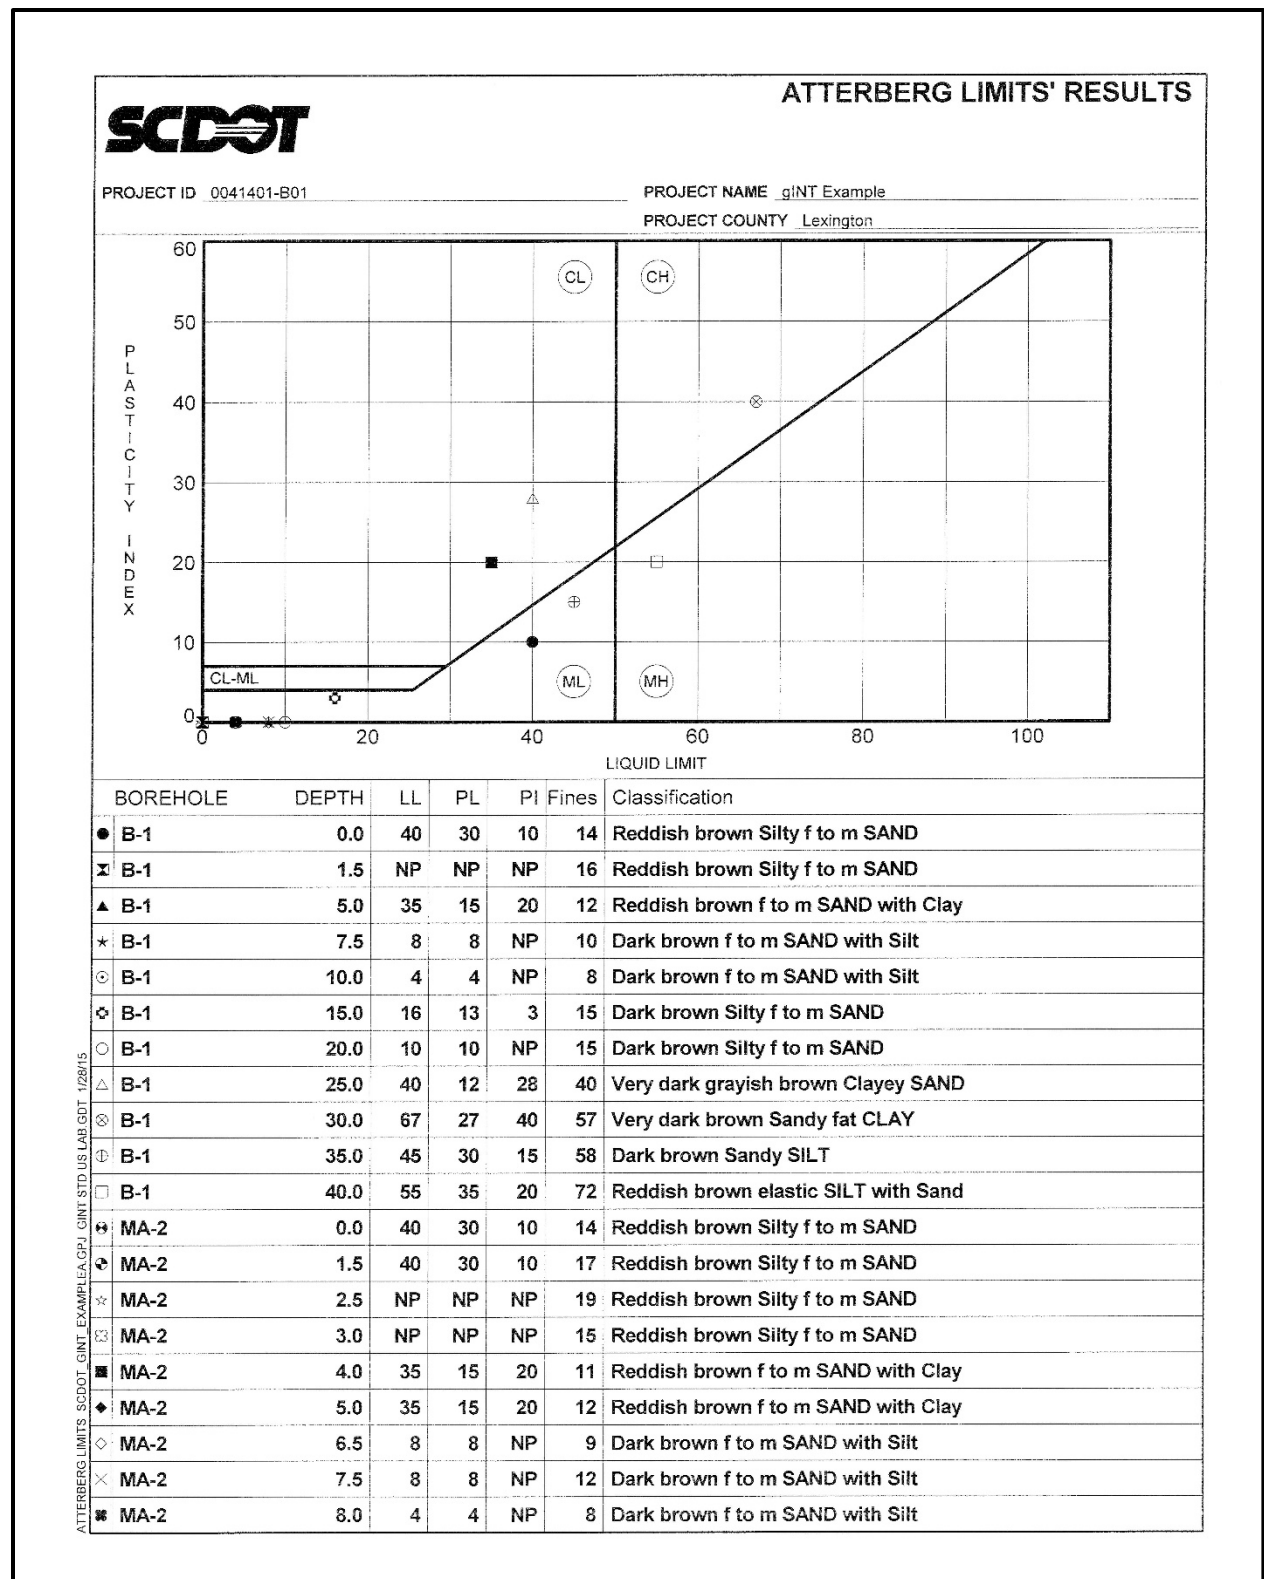 ATTERBERG LIMITS' RESULTS
SCDOT
PROJECT ID 0041401-B01
PROJECT NAME gINT Example
PROJECT COUNTY Lexington
60
CL
CH
50
PLASTICITY INDEX
40
30
20
10
CL-ML
ML
MH
0
0 20 40 60 80 100
LIQUID LIMIT
BOREHOLE DEPTH LL PL PI Fines Classification
B-1 0.0 40 30 10 14 Reddish brown Silty f to m SAND
B-1 1.5 NP NP NP 16 Reddish brown Silty f to m SAND
B-1 5.0 35 15 20 12 Reddish brown f to m SAND with Clay
B-1 7.5 8 8 NP 10 Dark brown f to m SAND with Silt
B-1 10.0 4 4 NP 8 Dark brown f to m SAND with Silt
B-1 15.0 16 13 3 15 Dark brown Silty f to m SAND
B-1 20.0 10 10 NP 15 Dark brown Silty f to m SAND
B-1 25.0 40 12 28 40 Very dark grayish brown Clayey SAND
B-1 30.0 67 27 40 57 Very dark brown Sandy fat CLAY
B-1 35.0 45 30 15 58 Dark brown Sandy SILT
B-1 40.0 55 35 20 72 Reddish brown elastic SILT with Sand
MA-2 0.0 40 30 10 14 Reddish brown Silty f to m SAND
MA-2 1.5 40 30 10 17 Reddish brown Silty f to m SAND
MA-2 2.5 NP NP NP 19 Reddish brown Silty f to m SAND
MA-2 3.0 NP NP NP 15 Reddish brown Silty f to m SAND
MA-2 4.0 35 15 20 11 Reddish brown f to m SAND with Clay
MA-2 5.0 35 15 20 12 Reddish brown f to m SAND with Clay
MA-2 6.5 8 8 NP 9 Dark brown f to m SAND with Silt
MA-2 7.5 8 8 NP 12 Dark brown f to m SAND with Silt
MA-2 8.0 4 4 NP 8 Dark brown f to m SAND with Silt
ATTERBERG LIMITS SCDOT_GINT_EXAMPLEA.GPJ GINT STD US LAB.GDT 1/28/15